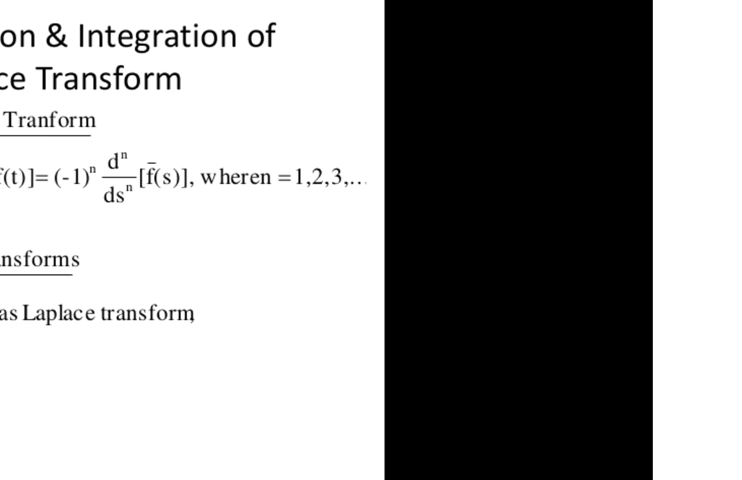 on & Integration of
ce Transform
Tranform
f(t)]= (-1)ⁿ dⁿ/dsⁿ [f̄(s)], wheren =1,2,3,...
nsforms
as Laplace transform,